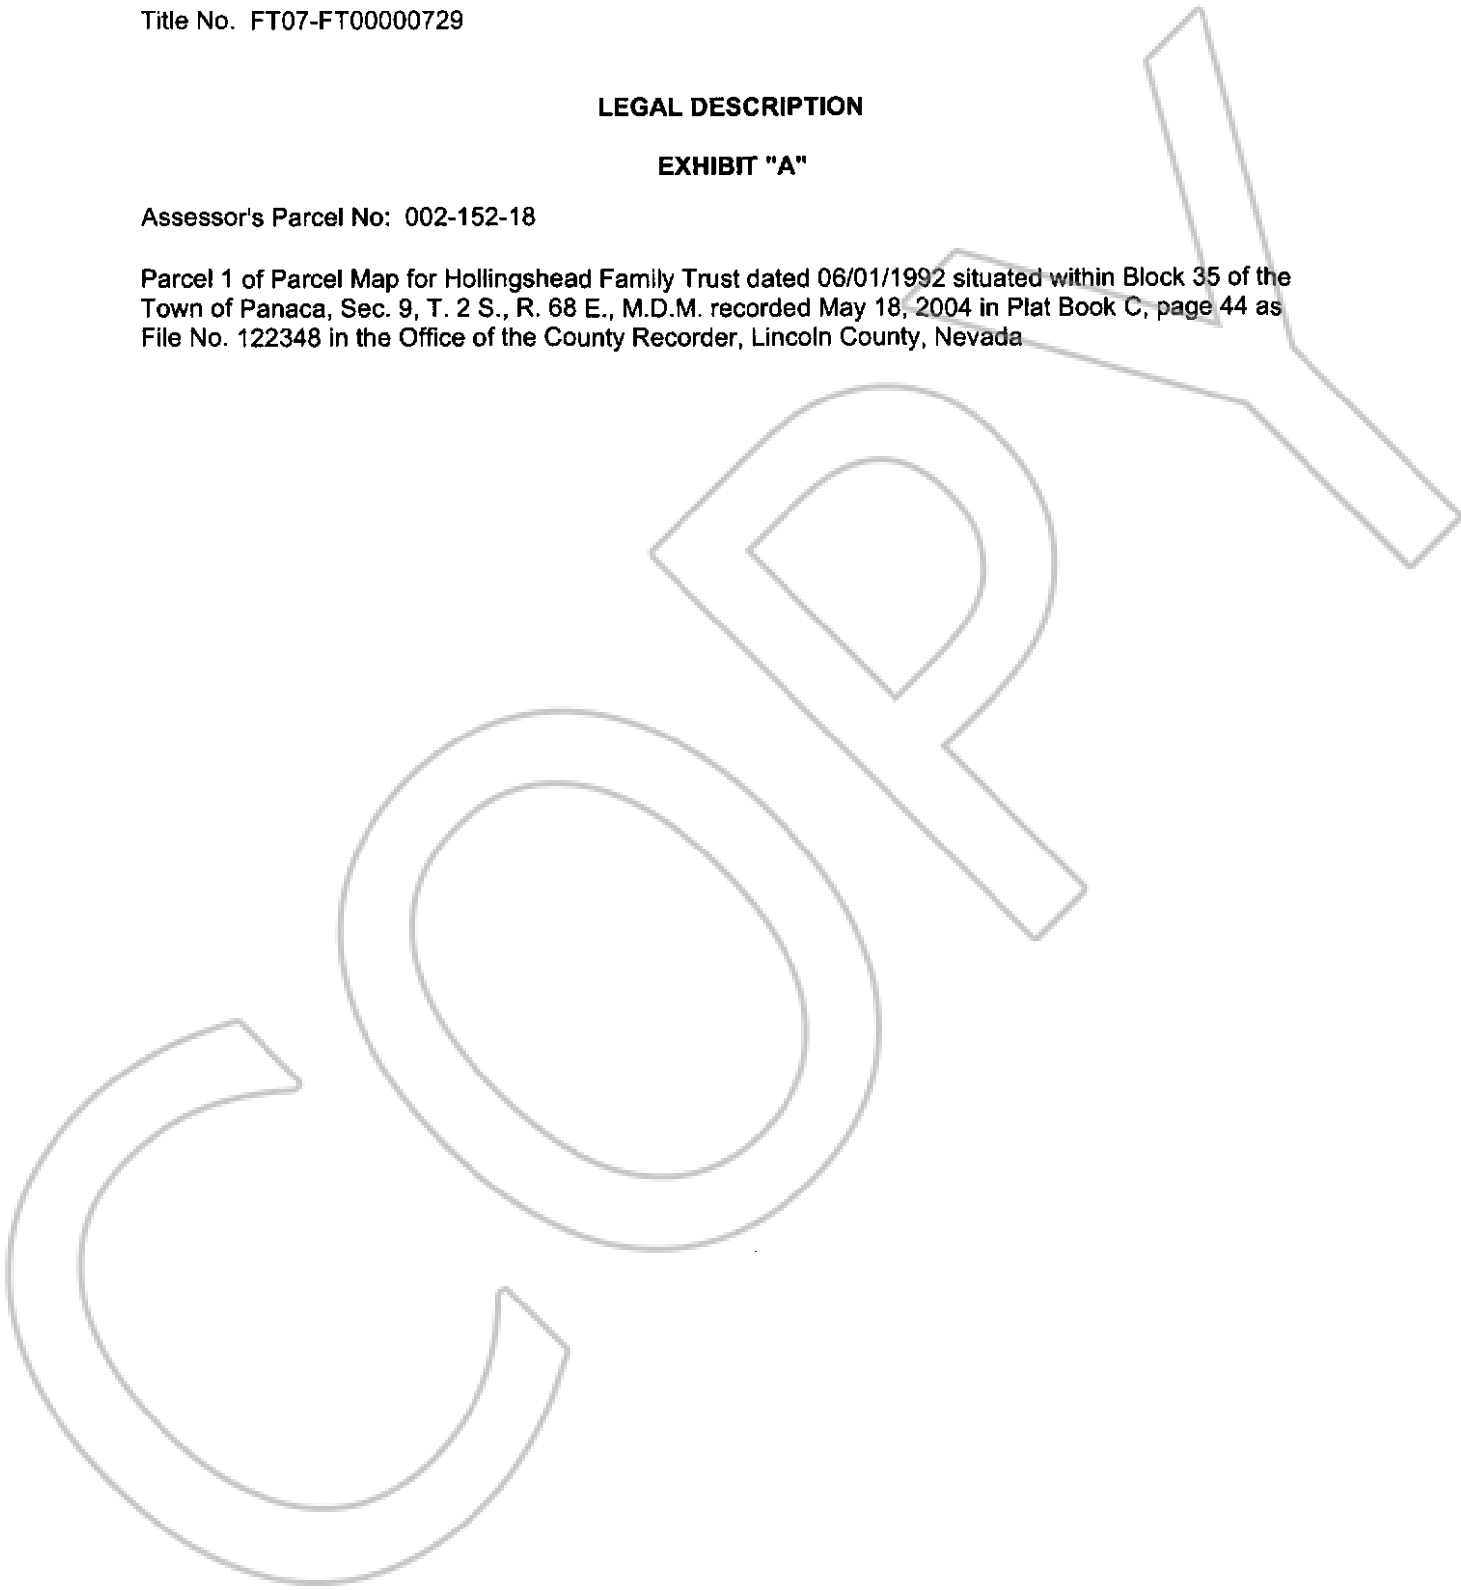 Title No. FT07-FT00000729
LEGAL DESCRIPTION
EXHIBIT "A"
Assessor's Parcel No: 002-152-18
Parcel 1 of Parcel Map for Hollingshead Family Trust dated 06/01/1992 situated within Block 35 of the
Town of Panaca, Sec. 9, T. 2 S., R. 68 E., M.D.M. recorded May 18, 2004 in Plat Book C, page 44 as
File No. 122348 in the Office of the County Recorder, Lincoln County, Nevada
COPY